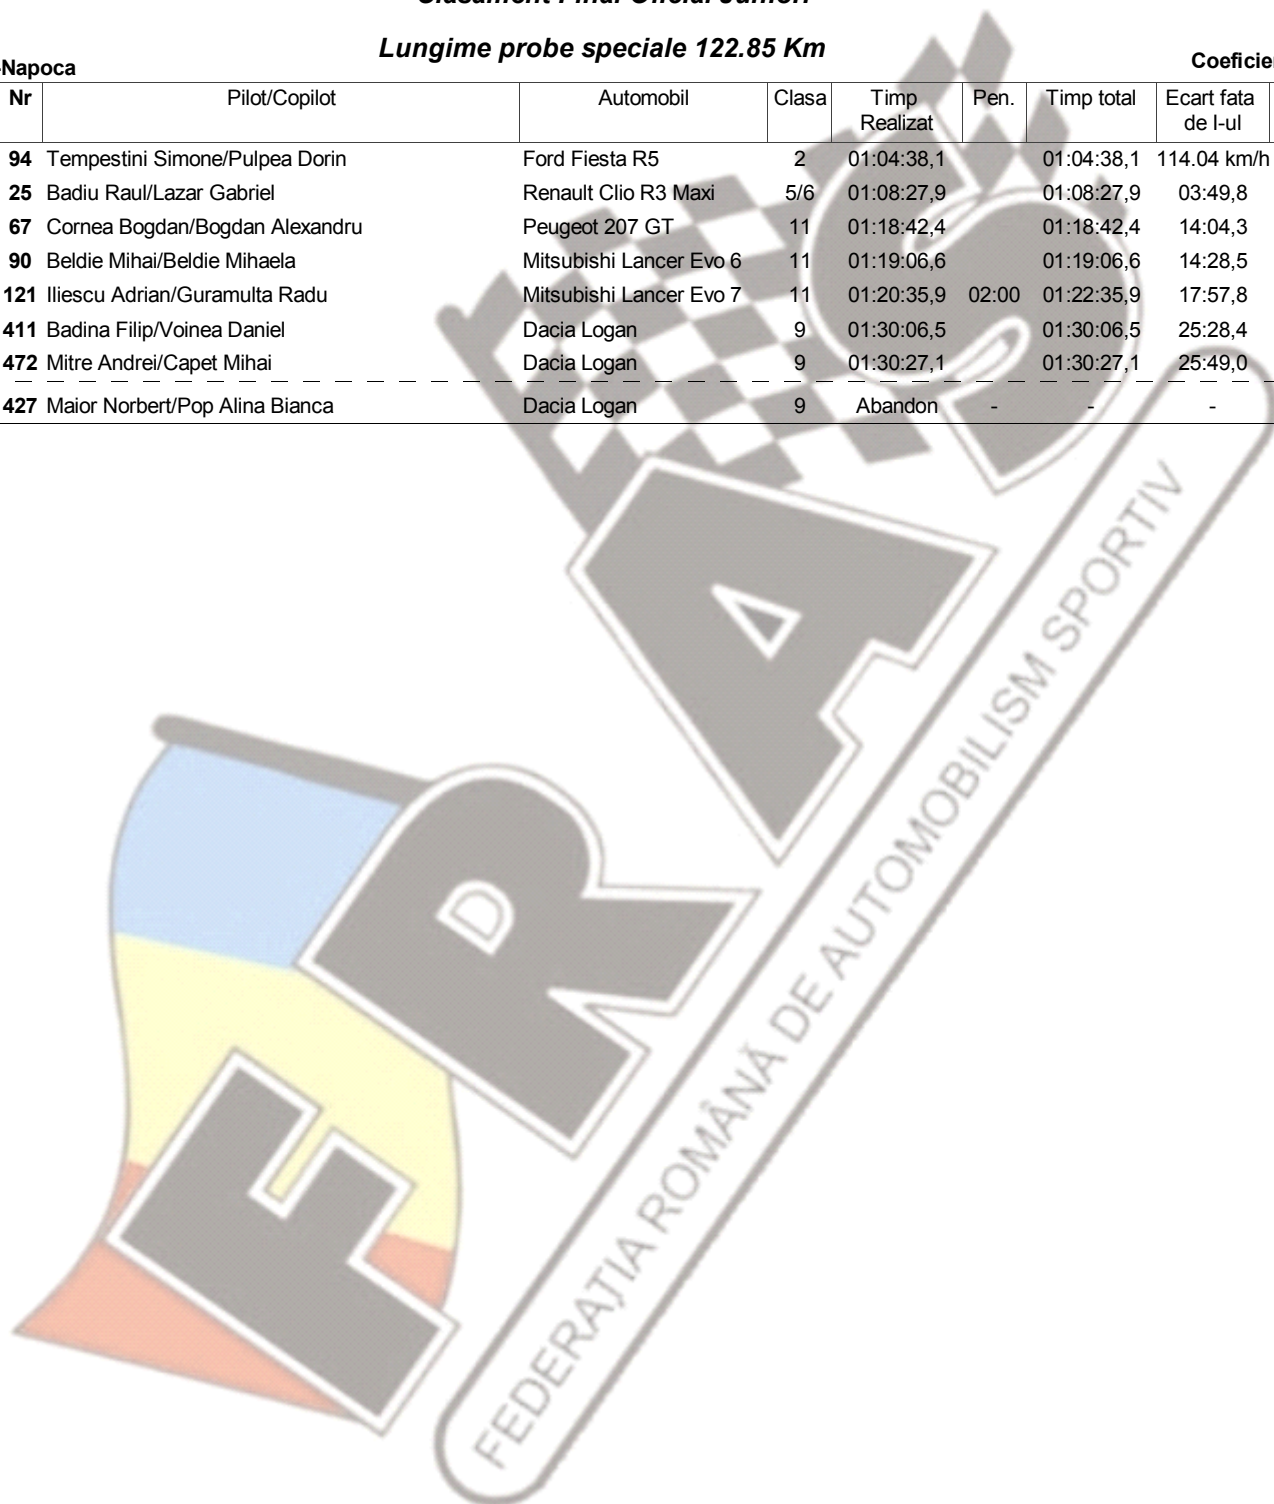 Lungime probe speciale 122.85 Km
-Napoca Coeficie
Nr Pilot/Copilot Automobil Clasa Timp Realizat Pen. Timp total Ecart fata de I-ul
94 Tempestini Simone/Pulpea Dorin Ford Fiesta R5 2 01:04:38,1 01:04:38,1 114.04 km/h
25 Badiu Raul/Lazar Gabriel Renault Clio R3 Maxi 5/6 01:08:27,9 01:08:27,9 03:49,8
67 Cornea Bogdan/Bogdan Alexandru Peugeot 207 GT 11 01:18:42,4 01:18:42,4 14:04,3
90 Beldie Mihai/Beldie Mihaela Mitsubishi Lancer Evo 6 11 01:19:06,6 01:19:06,6 14:28,5
121 Iliescu Adrian/Guramulta Radu Mitsubishi Lancer Evo 7 11 01:20:35,9 02:00 01:22:35,9 17:57,8
411 Badina Filip/Voinea Daniel Dacia Logan 9 01:30:06,5 01:30:06,5 25:28,4
472 Mitre Andrei/Capet Mihai Dacia Logan 9 01:30:27,1 01:30:27,1 25:49,0
427 Maior Norbert/Pop Alina Bianca Dacia Logan 9 Abandon - - -
FRAS
FEDERAŢIA ROMÂNĂ DE AUTOMOBILISM SPORTIV